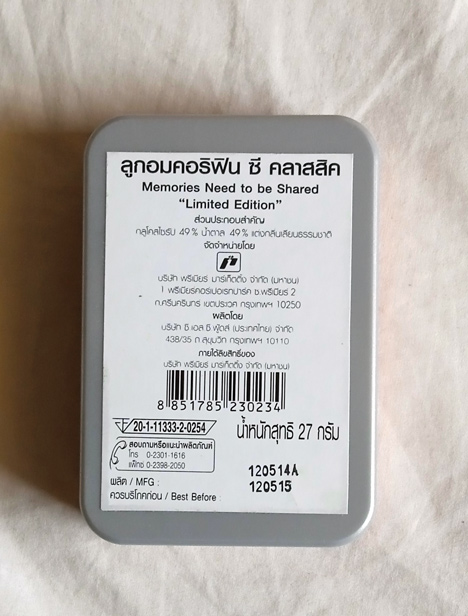 ลูกอมคอริฟิน ซี คลาสสิค
Memories Need to be Shared
"Limited Edition"
ส่วนประกอบสำคัญ
กลูโคสไซรัป 49% น้ำตาล 49% แต่งกลิ่นเลียนธรรมชาติ
จัดจำหน่ายโดย
บริษัท พรีเมียร์ มาร์เก็ตติ้ง จำกัด (มหาชน)
1 พรีเมียร์คอร์เปอเรทปาร์ค ซ.พรีเมียร์ 2
ถ.ศรีนครินทร์ เขตประเวศ กรุงเทพฯ 10250
ผลิตโดย
บริษัท ซี เอส ซี ฟู้ดส์ (ประเทศไทย) จำกัด
438/35 ถ.สุขุมวิท กรุงเทพฯ 10110
ภายใต้ลิขสิทธิ์ของ
บริษัท พรีเมียร์ มาร์เก็ตติ้ง จำกัด (มหาชน)
8 851785 230234
20-1-11333-2-0254
น้ำหนักสุทธิ 27 กรัม
สอบถามหรือแนะนำผลิตภัณฑ์
โทร 0-2301-1616
แฟ็กซ์ 0-2398-2050
ผลิต / MFG : 120514A
ควรบริโภคก่อน / Best Before : 120515